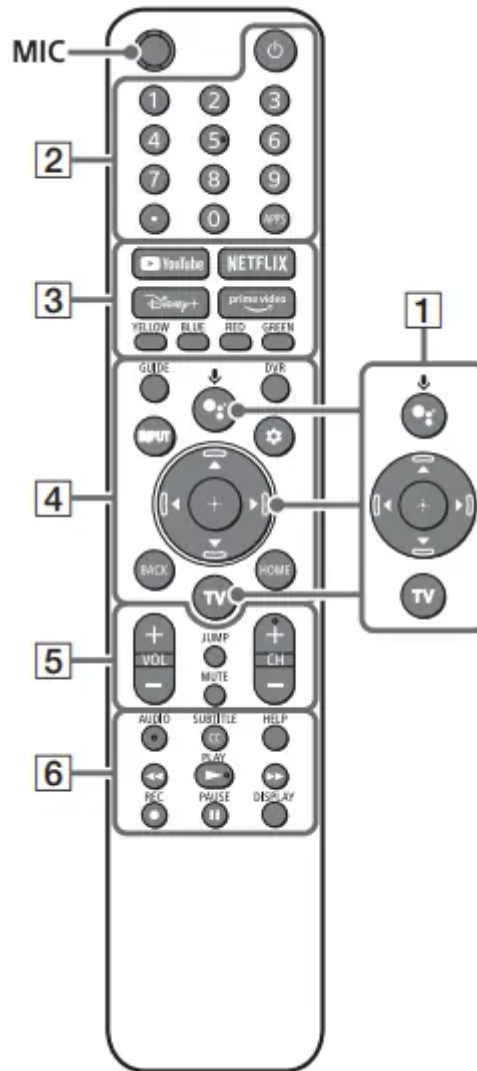 MIC
1 2 3
4 5 6
2
7 8 9
0 APPS
YouTube NETFLIX
3
Disney+ prime video
YELLOW BLUE RED GREEN
1
GUIDE DVR
INPUT
4
BACK HOME
TV
TV
JUMP
5
VOL CH
MUTE
AUDIO SUBTITLE HELP
CC
PLAY
6
REC PAUSE DISPLAY